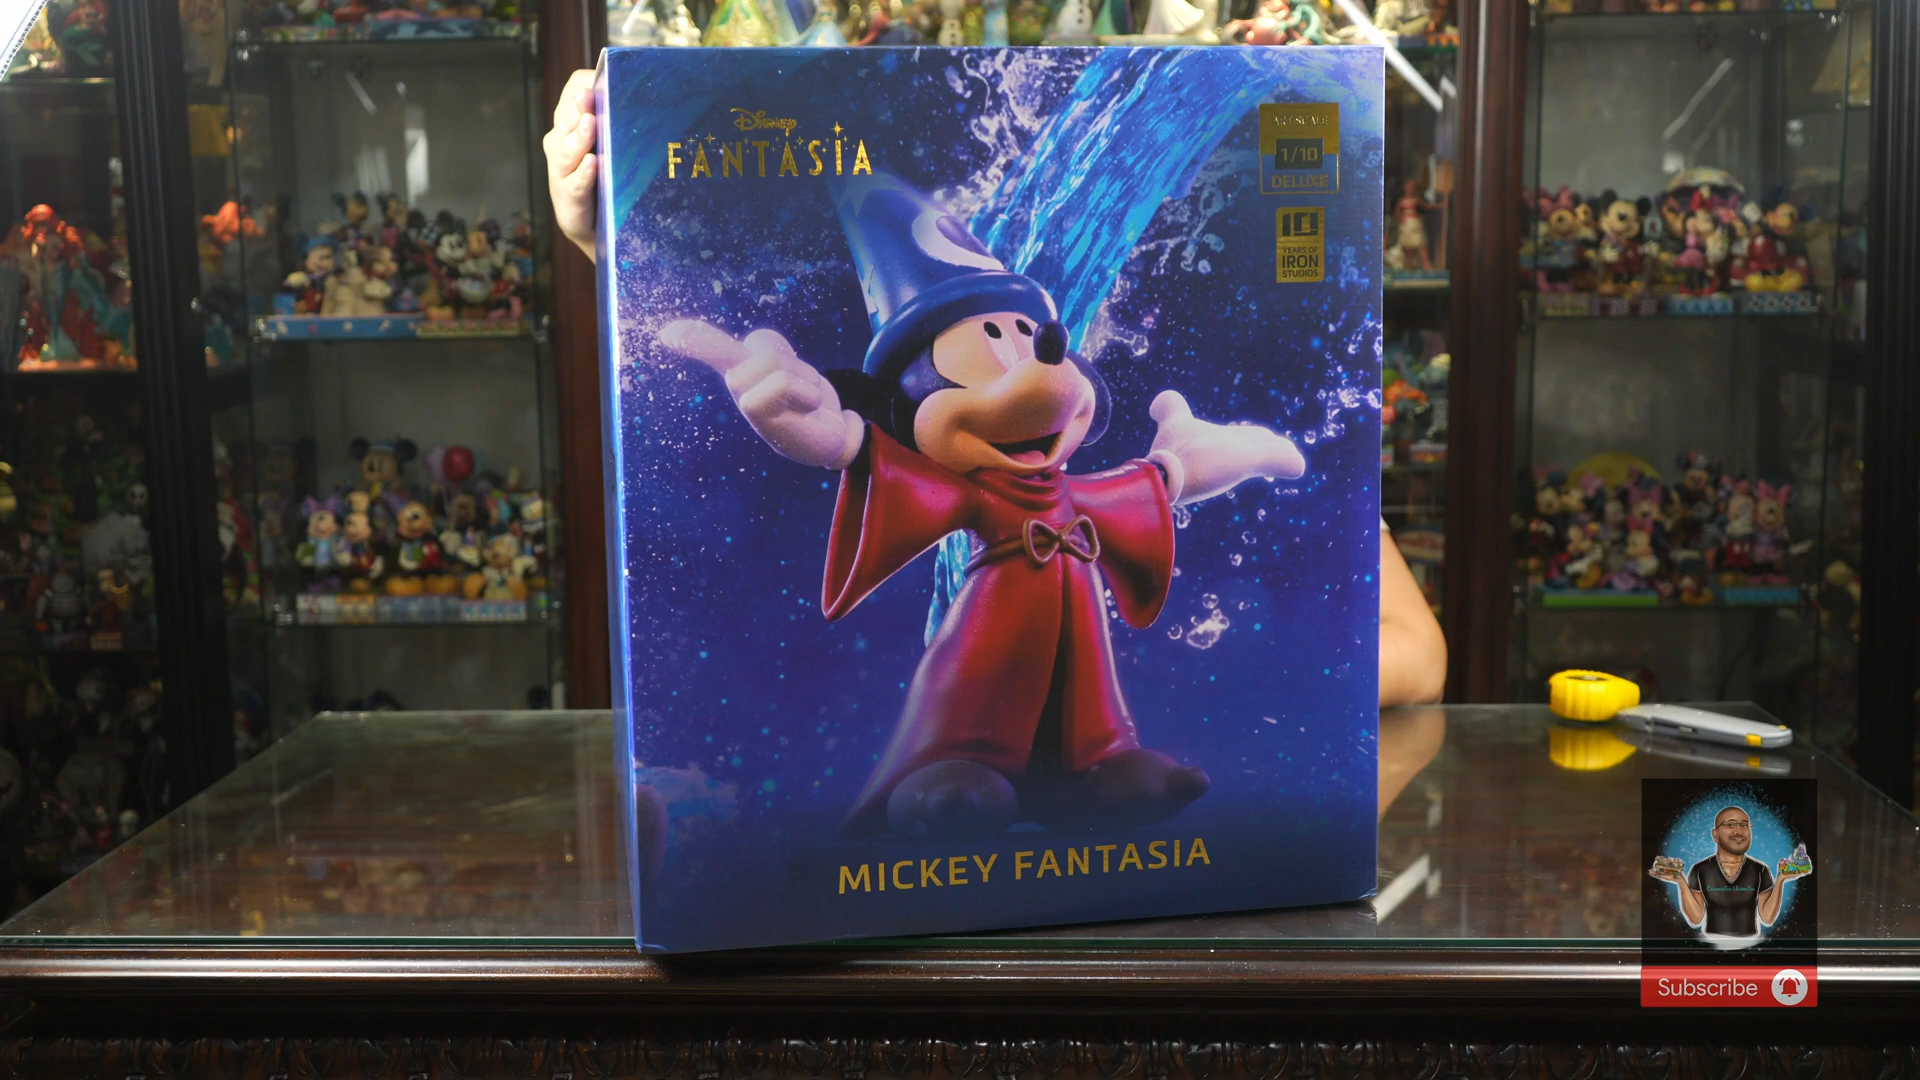 Disney
FANTASIA
ART SCALE
1/10
DELUXE
10
YEARS OF
IRON
STUDIOS
MICKEY FANTASIA
Subscribe